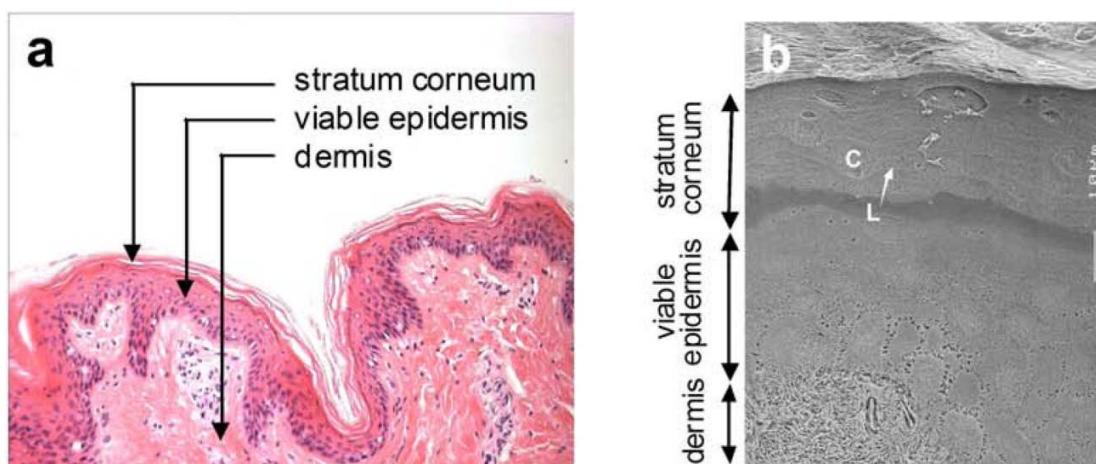 a
stratum corneum
viable epidermis
dermis
b
stratum
corneum
C
L
viable
epidermis
dermis